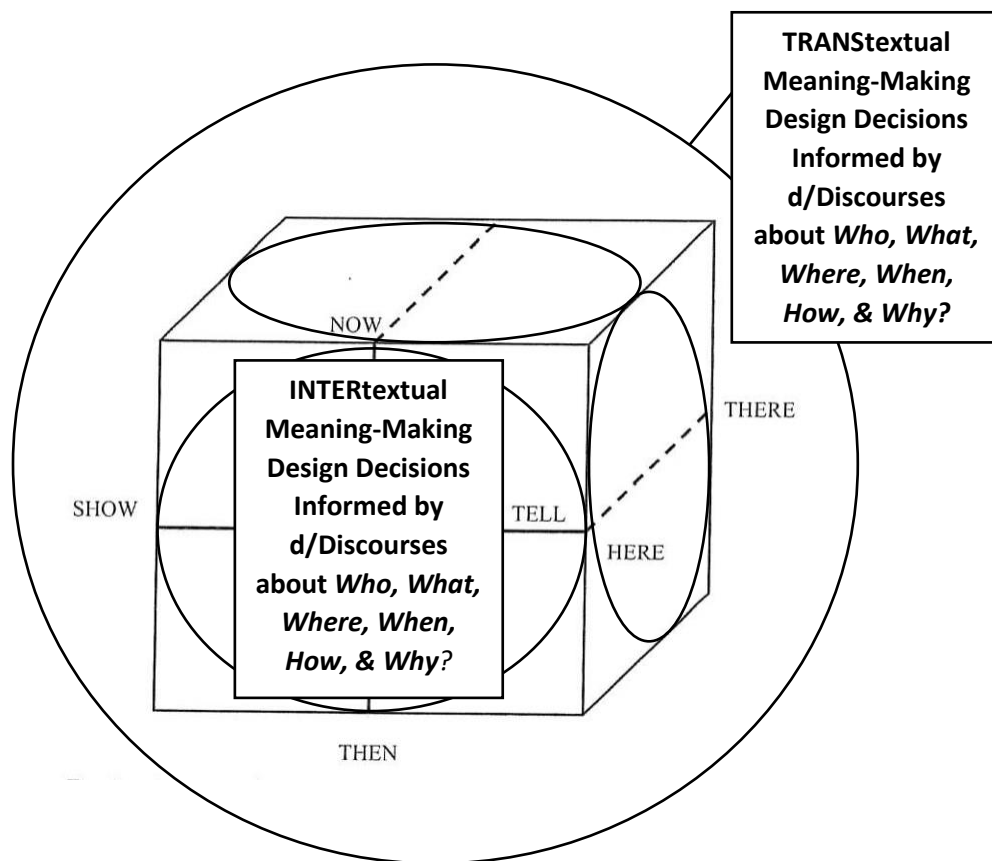 TRANStextual
Meaning-Making
Design Decisions
Informed by
d/Discourses
about Who, What,
Where, When,
How, & Why?
NOW
INTERtextual
Meaning-Making
Design Decisions
Informed by
d/Discourses
about Who, What,
Where, When,
How, & Why?
THERE
SHOW
TELL
HERE
THEN